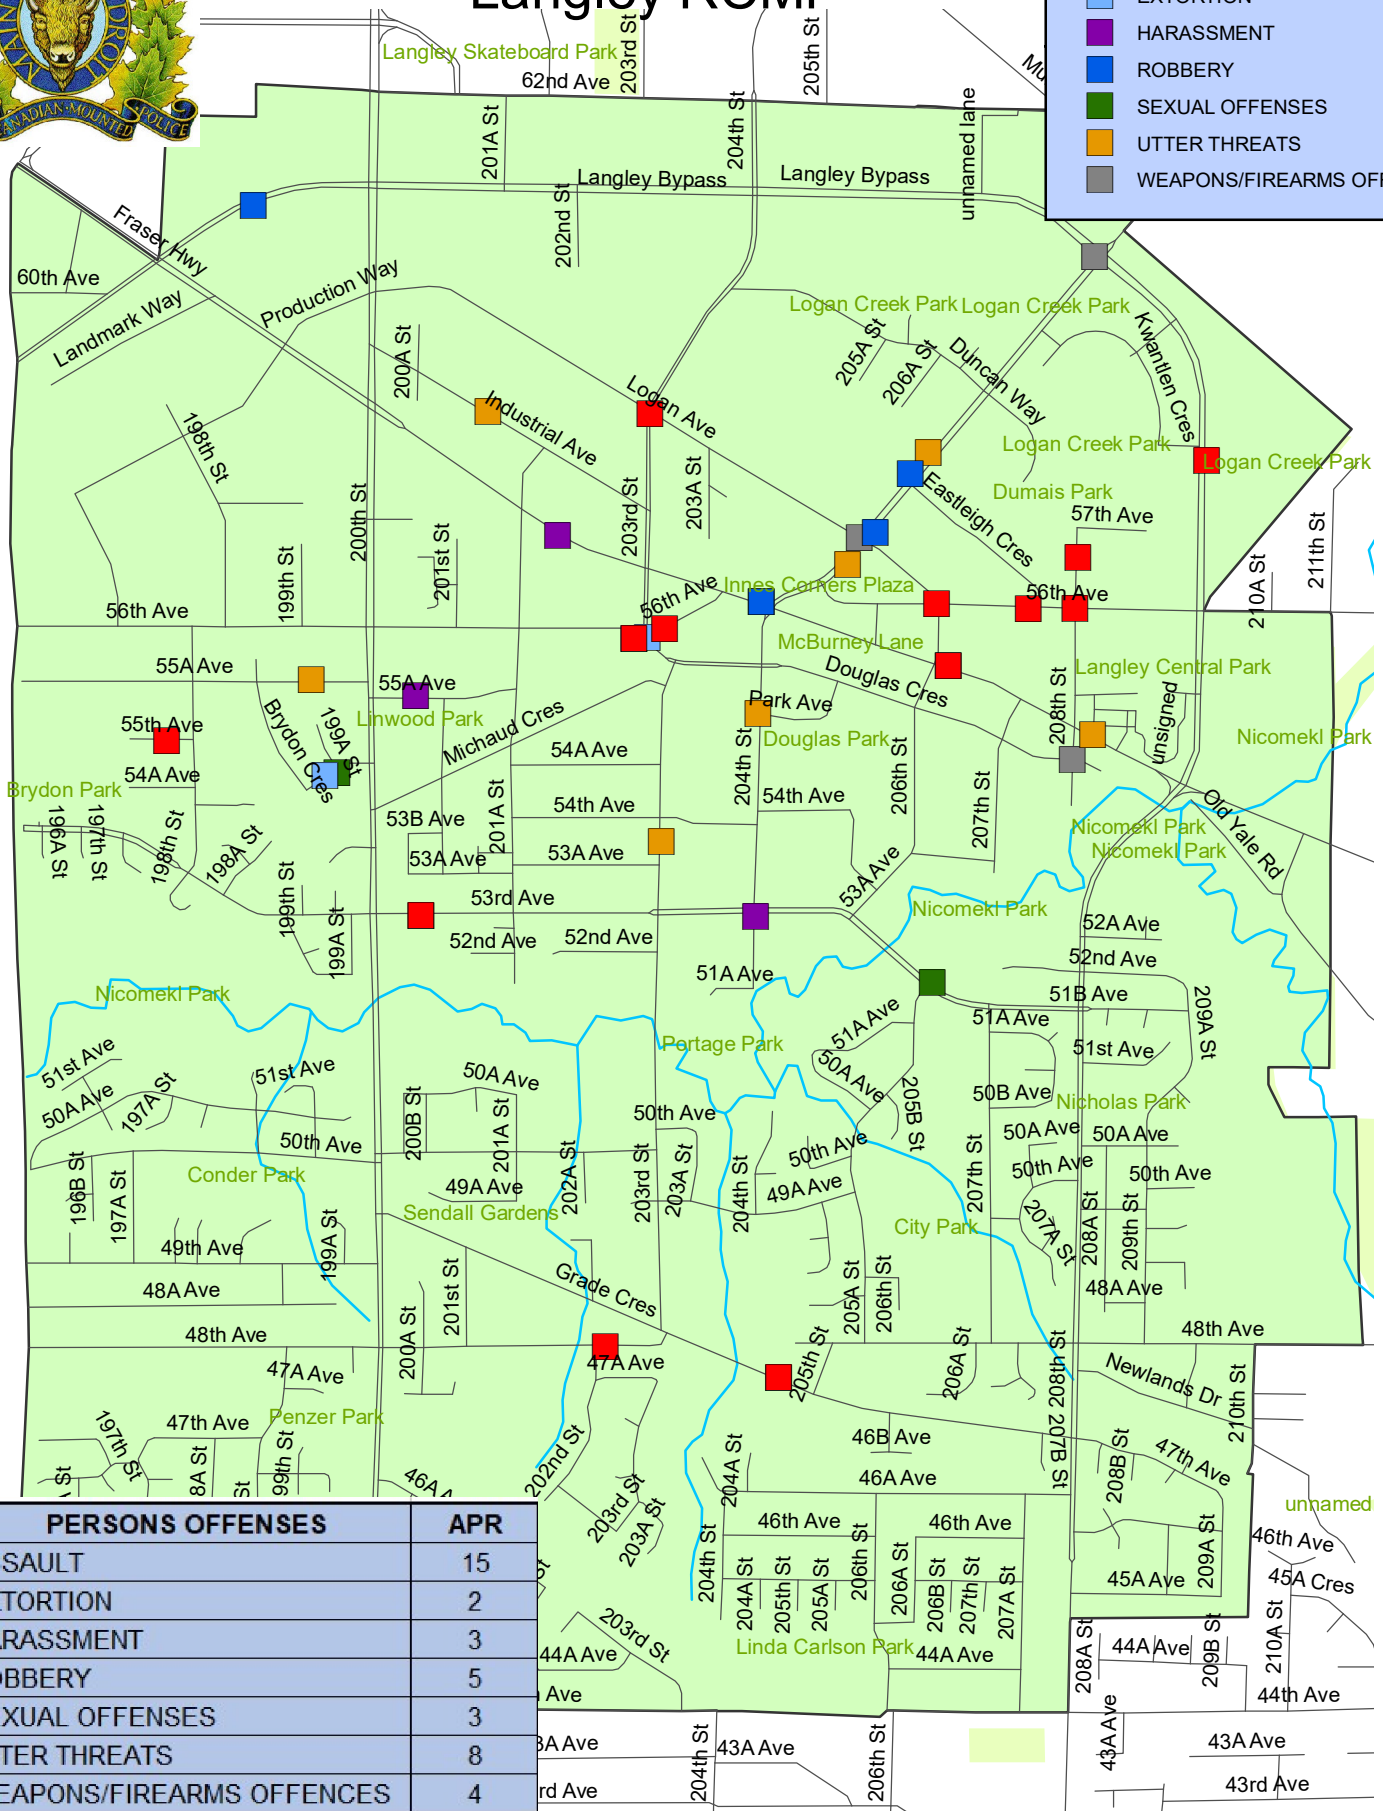 Langley RCMP
CANADIAN MOUNTED POLICE
EXTORTION
HARASSMENT
ROBBERY
SEXUAL OFFENSES
UTTER THREATS
WEAPONS/FIREARMS OFF
Langley Skateboard Park
203rd St
205th St
62nd Ave
201A St
204th St
unnamed lane
Langley Bypass
Langley Bypass
202nd St
Fraser Hwy
60th Ave
Production Way
Landmark Way
Logan Creek Park
Logan Creek Park
200A St
205A St
206A St
Duncan Way
Kwantlen Cres
Industrial Ave
Logan Ave
198th St
Logan Creek Park
Logan Creek Park
203A St
203rd St
Eastleigh Cres
Dumais Park
57th Ave
200th St
201st St
199th St
211th St
210A St
Innes Corners Plaza
56th Ave
56th Ave
56th Ave
McBurney Lane
Douglas Cres
Langley Central Park
55A Ave
55A Ave
Linwood Park
Brydon Cres
199A St
Michaud Cres
Park Ave
208th St
unsigned
55th Ave
54A Ave
54A Ave
Douglas Park
204th St
206th St
207th St
Nicomekl Park
Brydon Park
54th Ave
54th Ave
196A St
197th St
198th St
198A St
53B Ave
201A St
53A Ave
53A Ave
53A Ave
Old Yale Rd
Nicomekl Park
Nicomekl Park
199th St
199A St
53rd Ave
52nd Ave
52nd Ave
Nicomekl Park
52A Ave
52nd Ave
51A Ave
51B Ave
Nicomekl Park
51A Ave
51A Ave
209A St
Portage Park
51st Ave
51st Ave
51st Ave
50A Ave
50A Ave
50A Ave
197A St
200B St
201A St
50th Ave
50th Ave
50th Ave
205B St
50B Ave
Nicholas Park
50A Ave
50A Ave
50th Ave
50th Ave
196B St
197A St
Conder Park
202A St
203rd St
203A St
204th St
49A Ave
49A Ave
207th St
207A St
208A St
209th St
Sendall Gardens
City Park
49th Ave
199A St
48A Ave
48A Ave
Grade Cres
201st St
200A St
205A St
206th St
48th Ave
48th Ave
47A Ave
47A Ave
205th St
206A St
208th St
207B St
Newlands Dr
210th St
197th St
47th Ave
Penzer Park
47th Ave
202nd St
46B Ave
46A Ave
208B St
204A St
203rd St
203A St
204th St
46th Ave
46th Ave
unnamed
46th Ave
204A St
205th St
205A St
206th St
206A St
206B St
207th St
207A St
45A Ave
209A St
45A Cres
203rd St
Linda Carlson Park
44A Ave
44A Ave
44A Ave
208A St
209B St
210A St
44th Ave
43A Ave
204th St
43A Ave
206th St
43A Ave
43rd Ave
PERSONS OFFENSES APR
SSAULT 15
TORTION 2
RASSMENT 3
OBBERY 5
XUAL OFFENSES 3
TER THREATS 8
EAPONS/FIREARMS OFFENCES 4